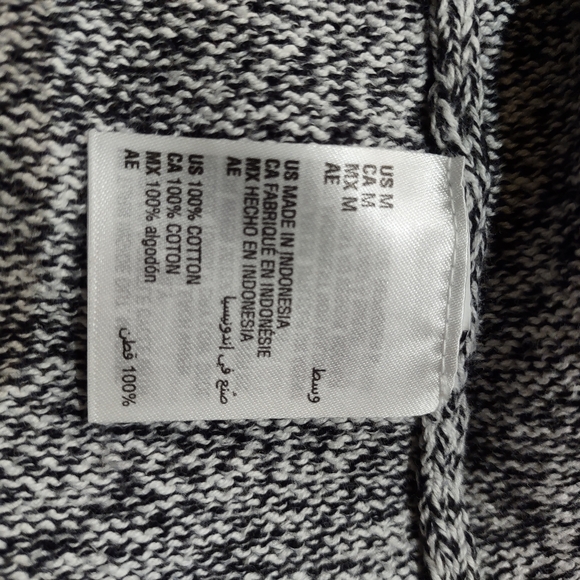 US M
CA M
MX M
AE
وسط
US MADE IN INDONESIA
CA FABRIQUÉ EN INDONÉSIE
MX HECHO EN INDONESIA
AE
صُنع في إندونيسيا
US 100% COTTON
CA 100% COTON
MX 100% algodón
AE
100% قطن